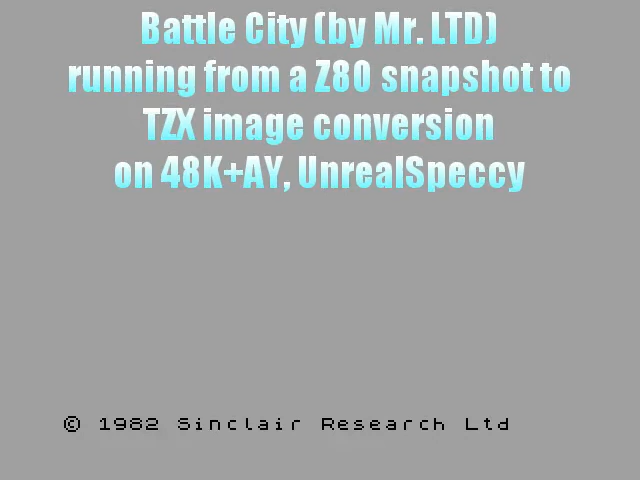 Battle City (by Mr. LTD)
running from a Z80 snapshot to
TZX image conversion
on 48K+AY, UnrealSpeccy
© 1982 Sinclair Research Ltd